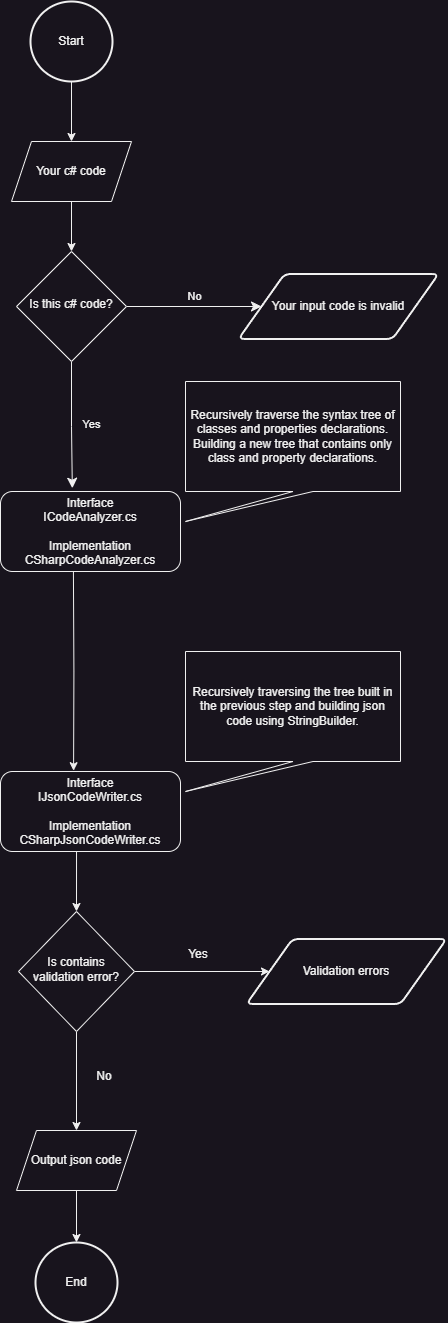 Start
Your c# code
Is this c# code?
No
Your input code is invalid
Yes
Recursively traverse the syntax tree of
classes and properties declarations.
Building a new tree that contains only
class and property declarations.
Interface
ICodeAnalyzer.cs
Implementation
CSharpCodeAnalyzer.cs
Recursively traversing the tree built in
the previous step and building json
code using StringBuilder.
Interface
IJsonCodeWriter.cs
Implementation
CSharpJsonCodeWriter.cs
Is contains
validation error?
Yes
Validation errors
No
Output json code
End